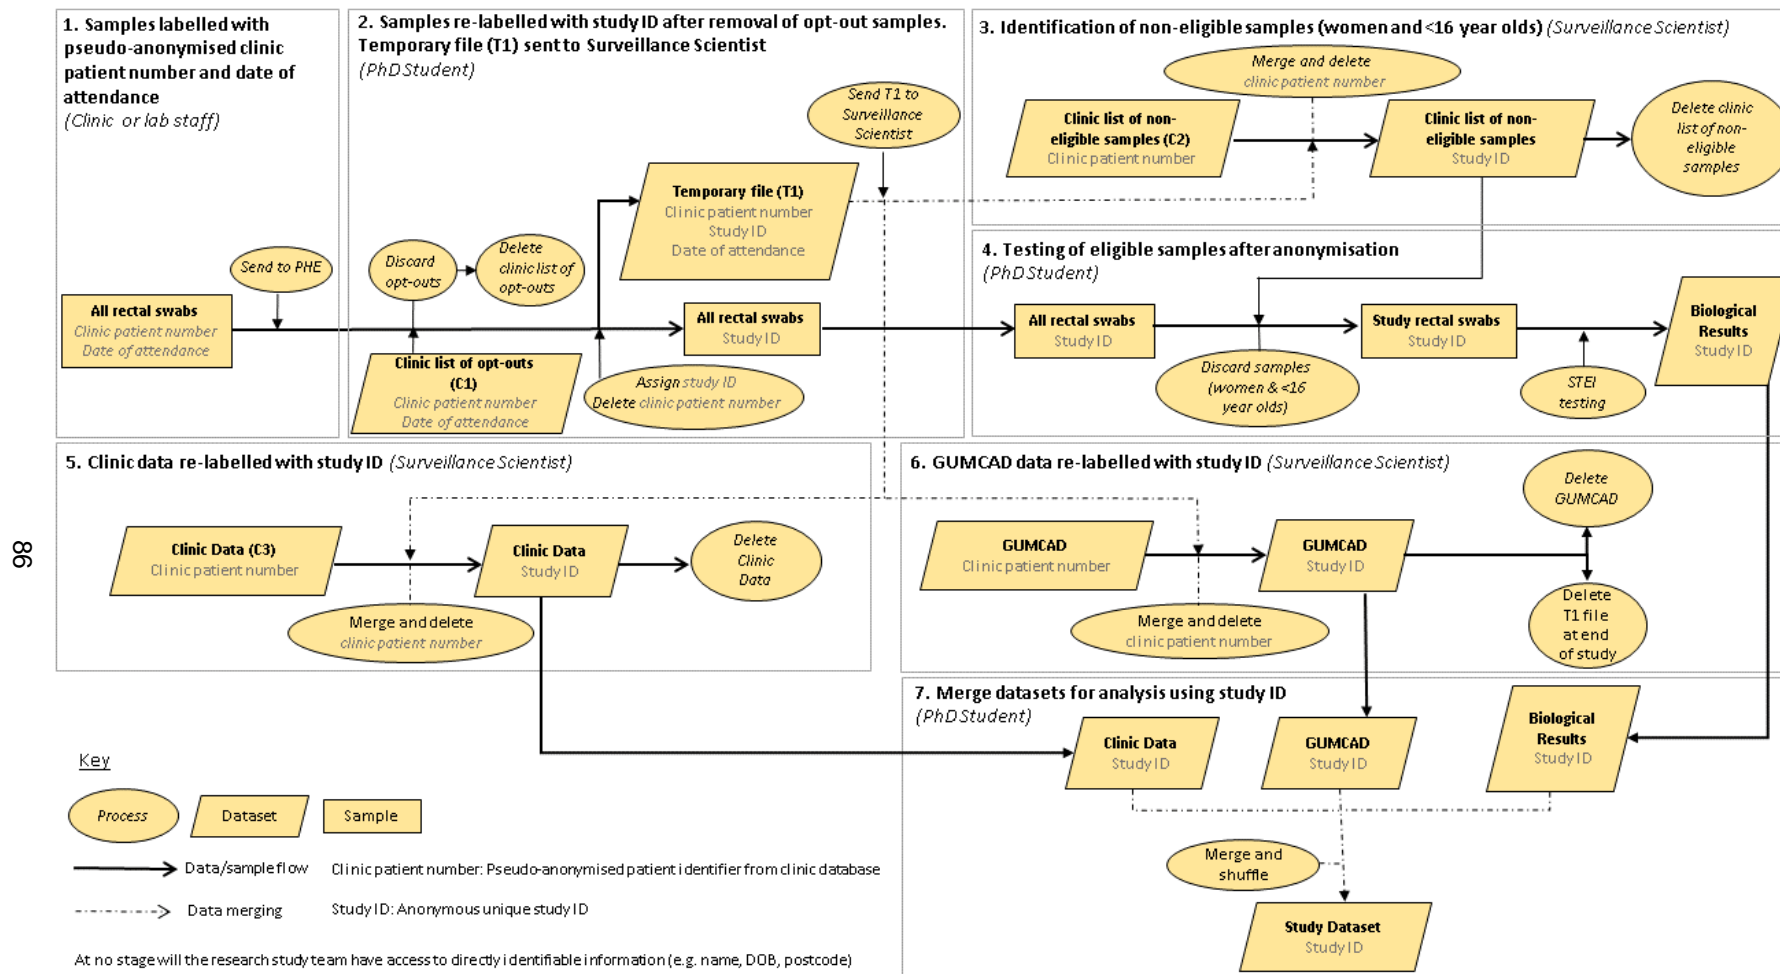 1. Samples labelled with
pseudo-anonymised clinic
patient number and date of
attendance
(Clinic or lab staff)
Send to PHE
All rectal swabs
Clinic patient number
Date of attendance
2. Samples re-labelled with study ID after removal of opt-out samples.
Temporary file (T1) sent to Surveillance Scientist
(PhD Student)
Send T1 to
Surveillance
Scientist
Temporary file (T1)
Clinic patient number
Study ID
Date of attendance
Discard
opt-outs
Delete
clinic list of
opt-outs
All rectal swabs
Study ID
Clinic list of opt-outs
(C1)
Clinic patient number
Date of attendance
Assign study ID
Delete clinic patient number
3. Identification of non-eligible samples (women and <16 year olds) (Surveillance Scientist)
Merge and delete
clinic patient number
Clinic list of non-
eligible samples (C2)
Clinic patient number
Clinic list of non-
eligible samples
Study ID
Delete clinic
list of non-
eligible
samples
4. Testing of eligible samples after anonymisation
(PhD Student)
All rectal swabs
Study ID
Study rectal swabs
Study ID
Biological
Results
Study ID
Discard samples
(women & <16
year olds)
STEI
testing
5. Clinic data re-labelled with study ID (Surveillance Scientist)
Clinic Data (C3)
Clinic patient number
Clinic Data
Study ID
Delete
Clinic
Data
Merge and delete
clinic patient number
6. GUMCAD data re-labelled with study ID (Surveillance Scientist)
Delete
GUMCAD
GUMCAD
Clinic patient number
GUMCAD
Study ID
Merge and delete
clinic patient number
Delete
T1 file
at end
of study
7. Merge datasets for analysis using study ID
(PhD Student)
Clinic Data
Study ID
GUMCAD
Study ID
Biological
Results
Study ID
Merge and
shuffle
Study Dataset
Study ID
Key
Process
Dataset
Sample
Data/sample flow
Clinic patient number: Pseudo-anonymised patient identifier from clinic database
Data merging
Study ID: Anonymous unique study ID
At no stage will the research study team have access to directly identifiable information (e.g. name, DOB, postcode)
86